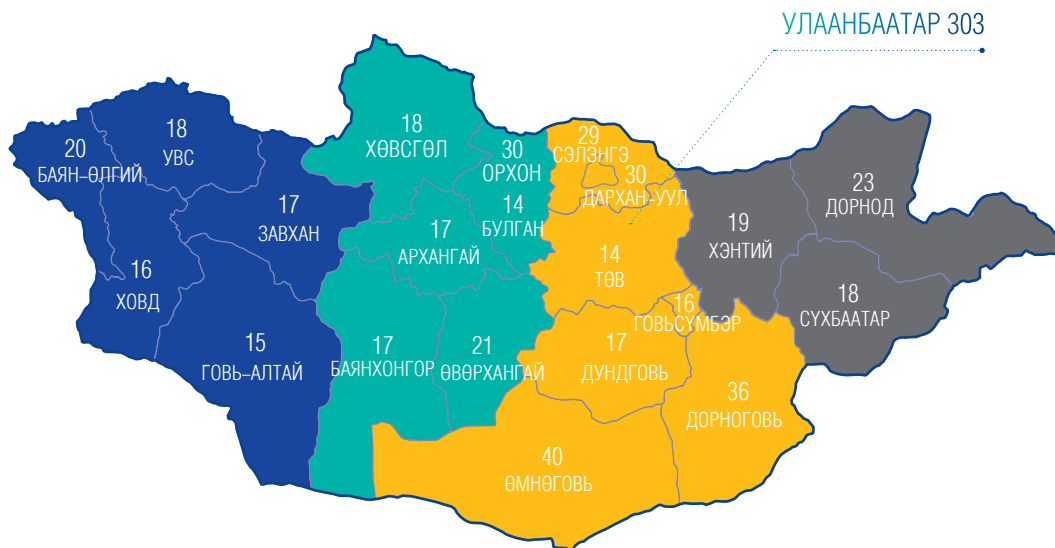 УЛААНБААТАР 303
18
ХӨВСГӨЛ
29
СЭЛЭНГЭ
18
УВС
20
БАЯН-ӨЛГИЙ
30
ОРХОН
30
ДАРХАН-УУЛ
23
ДОРНОД
17
ЗАВХАН
14
БУЛГАН
17
АРХАНГАЙ
19
ХЭНТИЙ
16
ХОВД
14
ТӨВ
18
СҮХБААТАР
16
ГОВЬСҮМБЭР
15
ГОВЬ–АЛТАЙ
17
БАЯНХОНГОР
21
ӨВӨРХАНГАЙ
17
ДУНДГОВЬ
36
ДОРНОГОВЬ
40
ӨМНӨГОВЬ